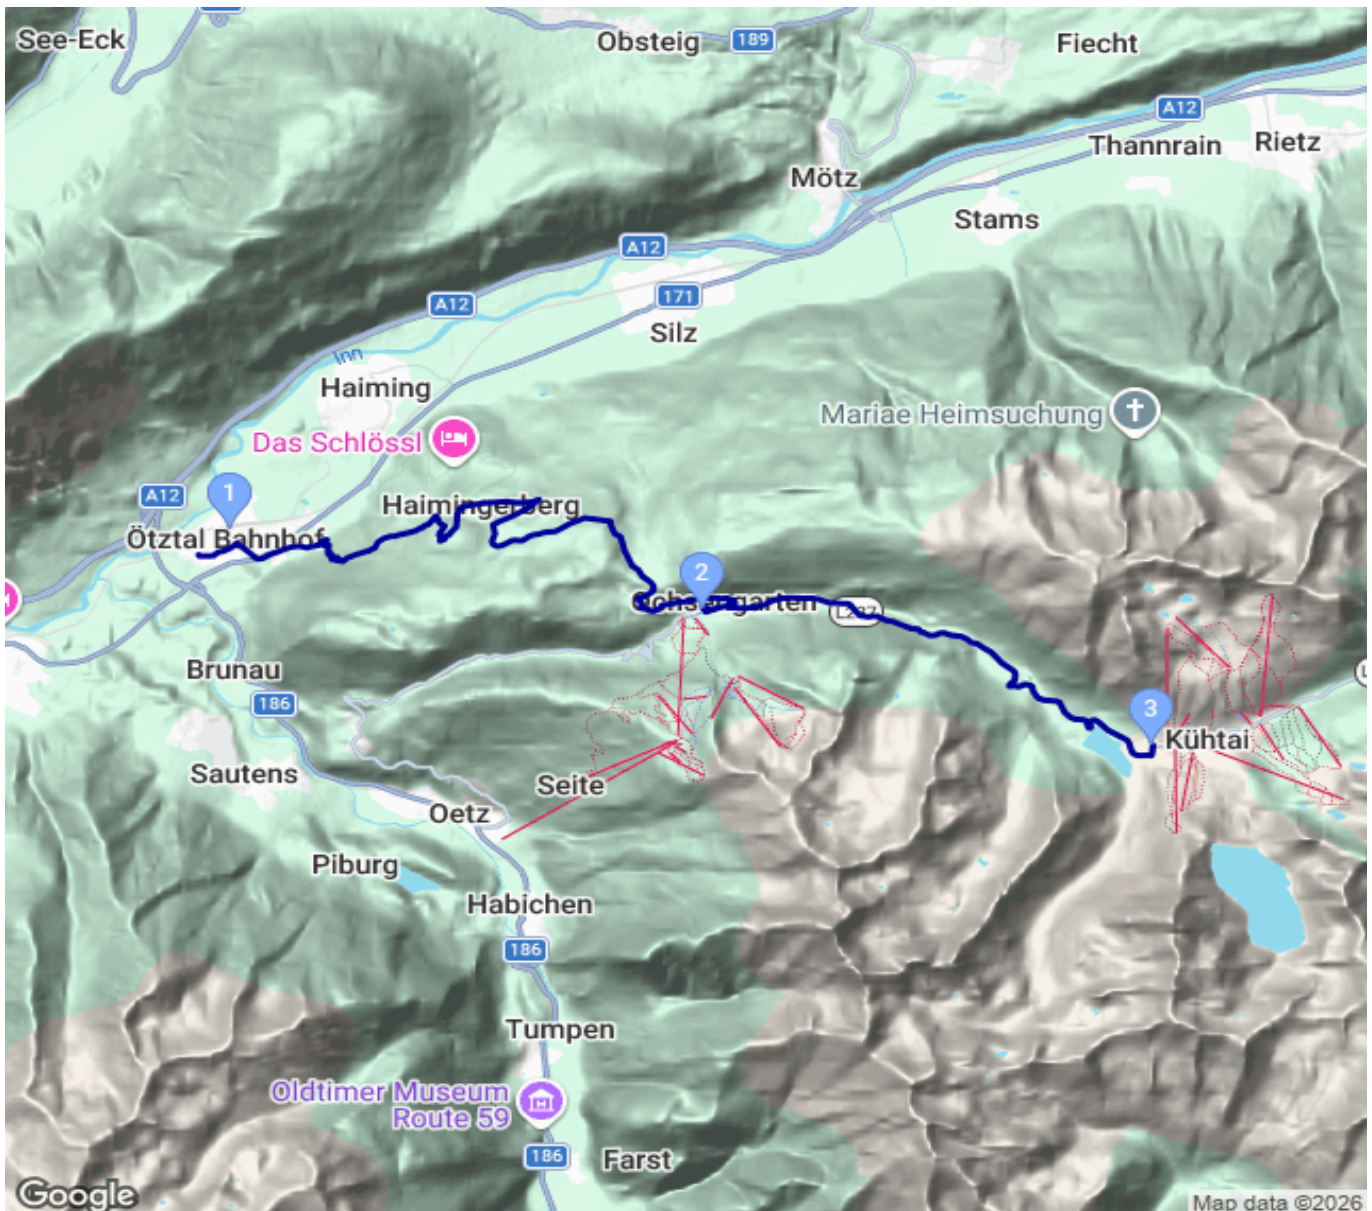 See-Eck
Obsteig
189
Fiecht
A12
Thannrain
Rietz
Mötz
Stams
A12
171
Silz
A12
Inn
Haiming
Das Schlössl
Mariae Heimsuchung
A12
1
Haimingerberg
Ötztal Bahnhof
2
Ochsengarten
L237
Brunau
186
3
Kühtai
Sautens
Seite
Oetz
Piburg
Habichen
186
Tumpen
Oldtimer Museum
Route 59
186
Farst
Google
Map data ©2026